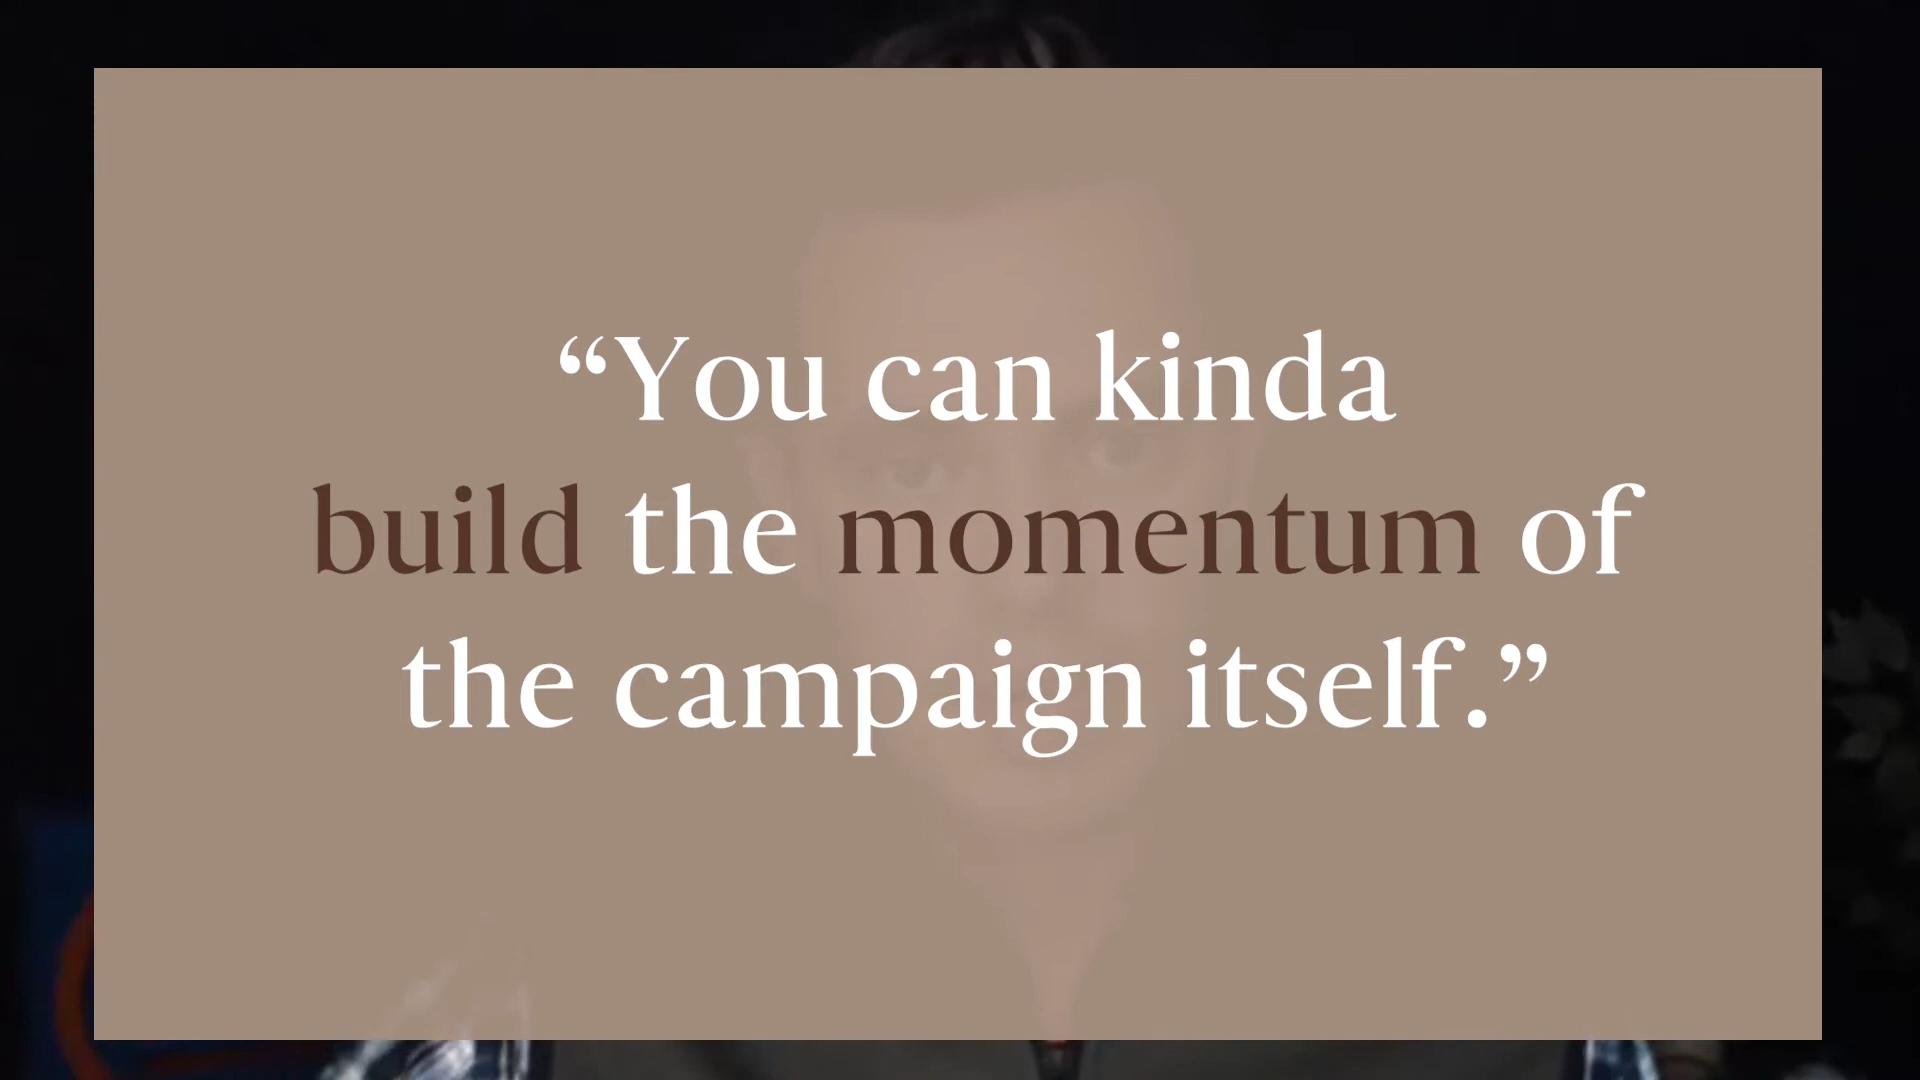 “You can kinda
build the momentum of
the campaign itself.”